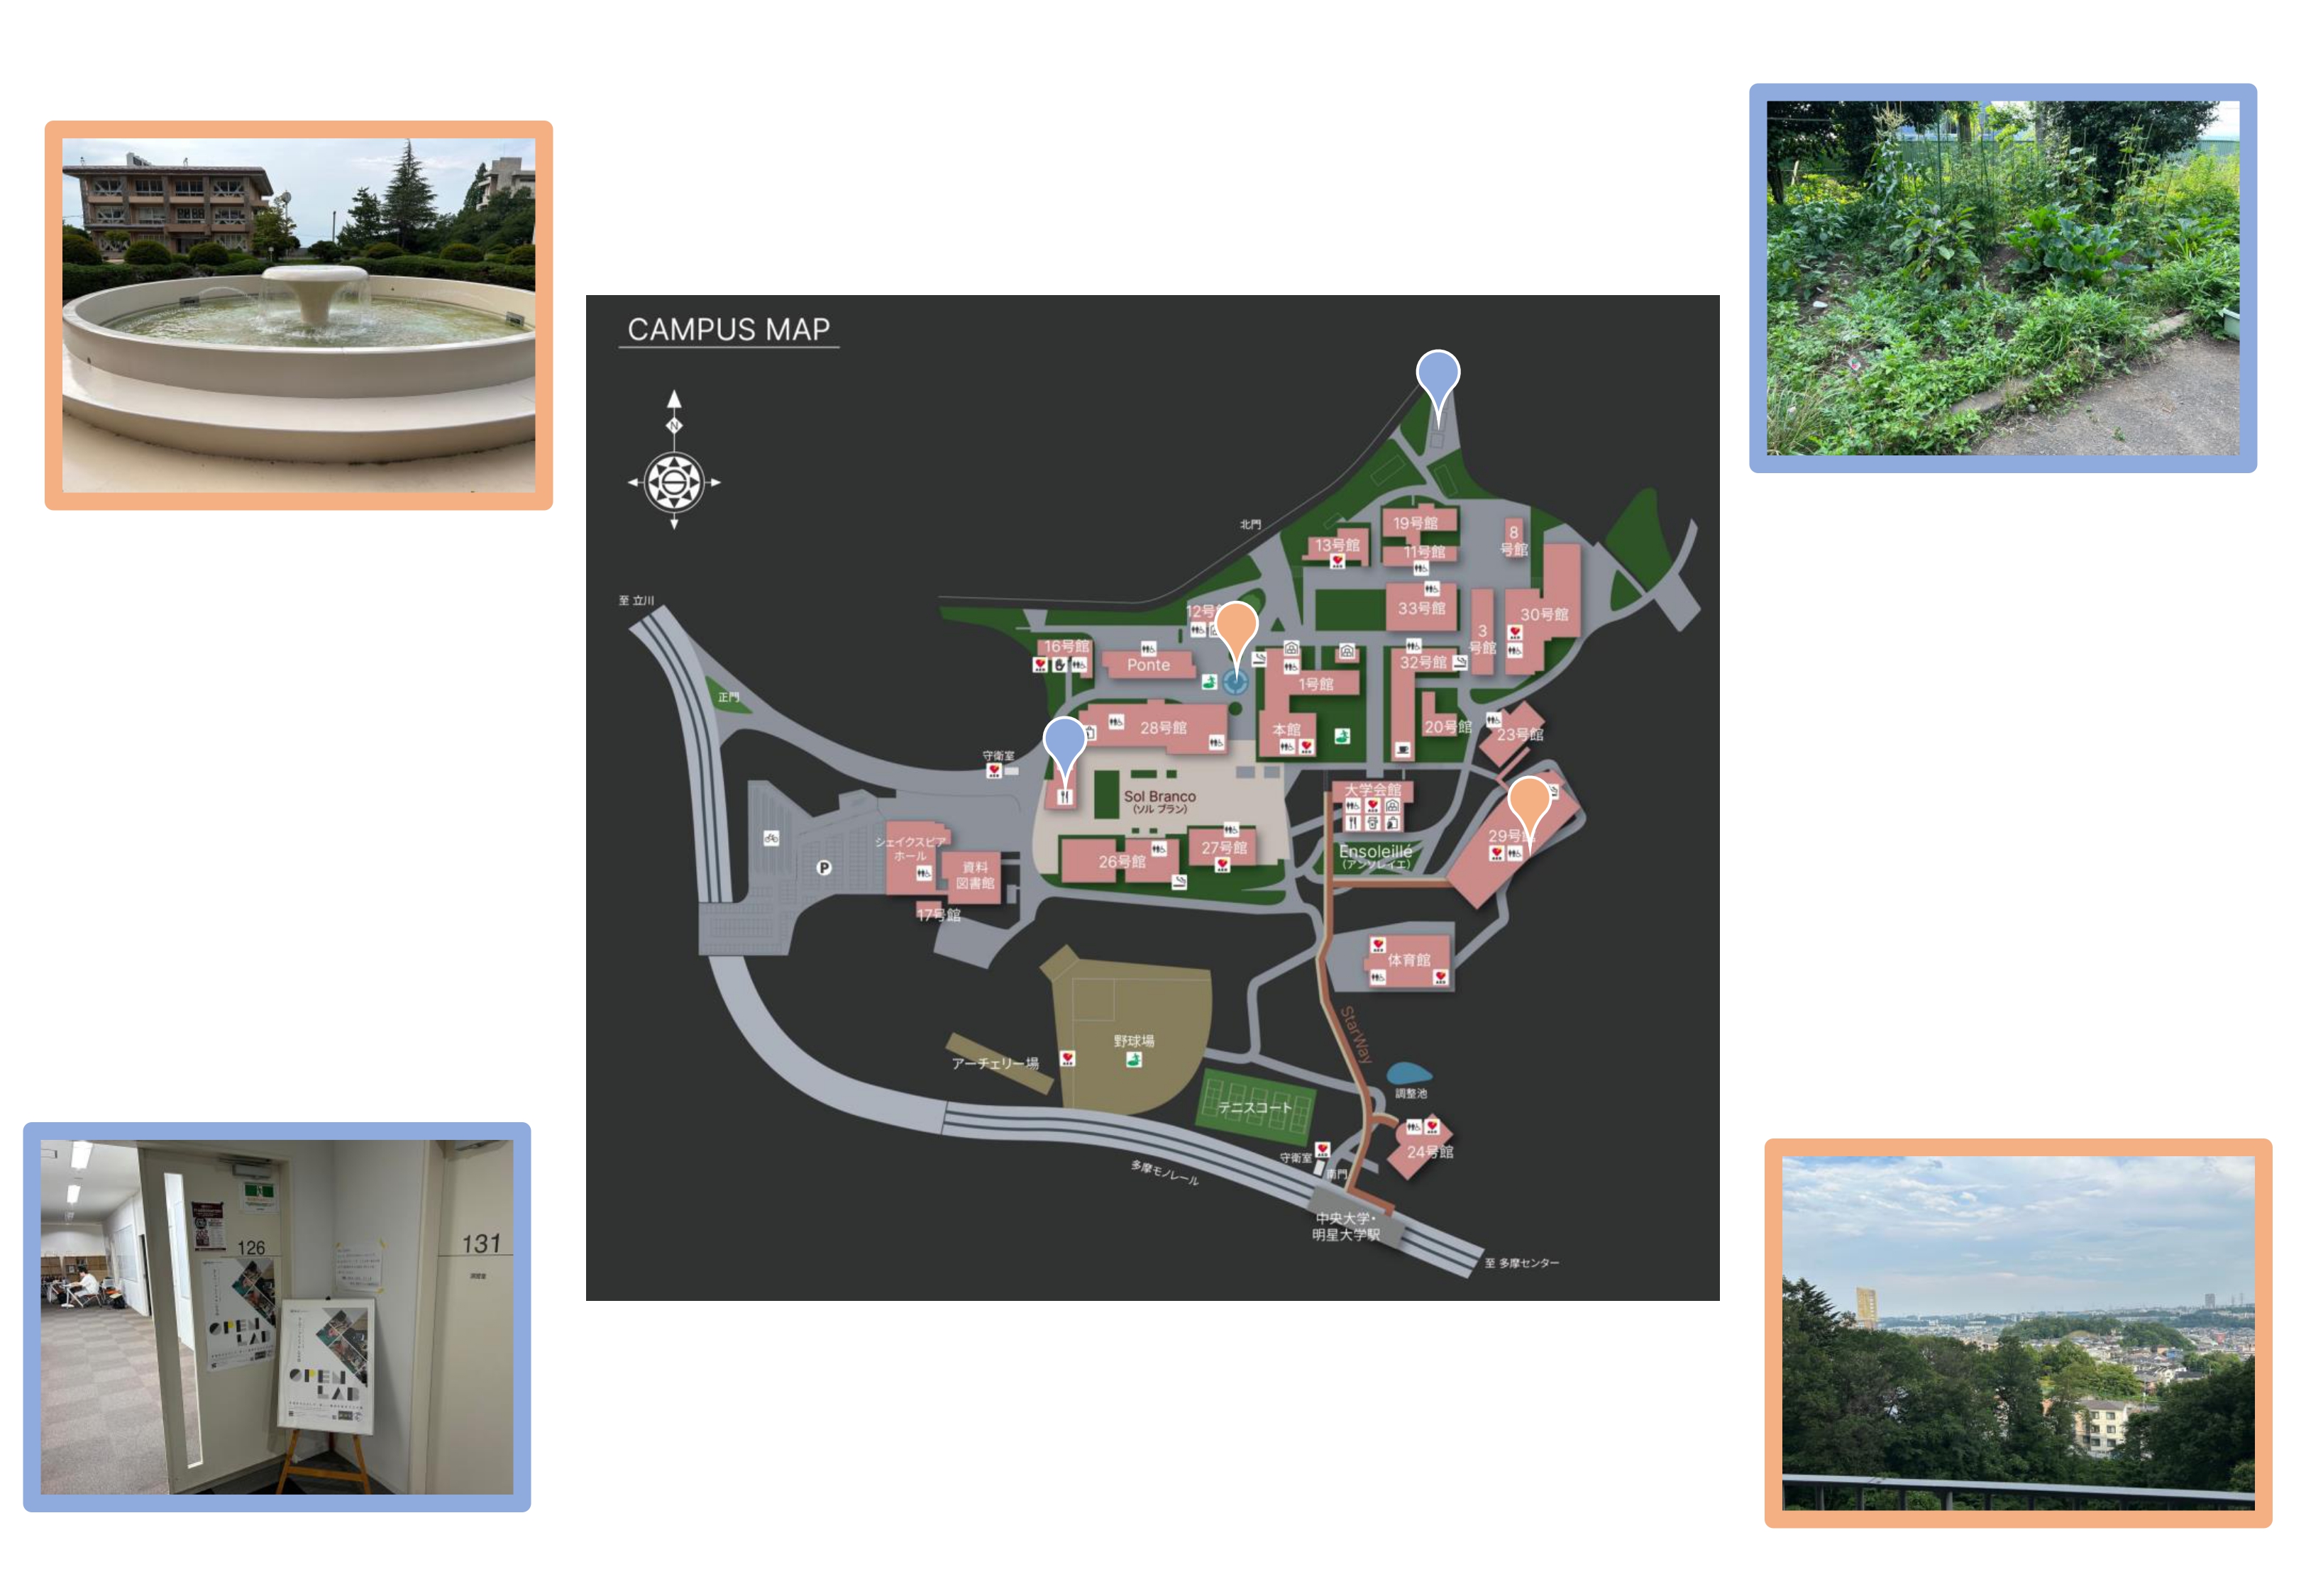 CAMPUS MAP
N
北門
19号館
8
号館
13号館
11号館
至 立川
33号館
12号
30号館
3
号館
16号館
Ponte
32号館
1号館
正門
28号館
本館
20号館
23号館
守衛室
Sol Branco
(ソル ブラン)
大学会館
シェイクスピア
ホール
P
資料
図書館
26号館
27号館
Ensoleillé
(アンソレイエ)
29号館
17号館
体育館
StarWay
野球場
アーチェリー場
調整池
テニスコート
24号館
守衛室
南門
多摩モノレール
中央大学・
明星大学駅
至 多摩センター
126
131
OPEN
LAB
OPEN
LAB